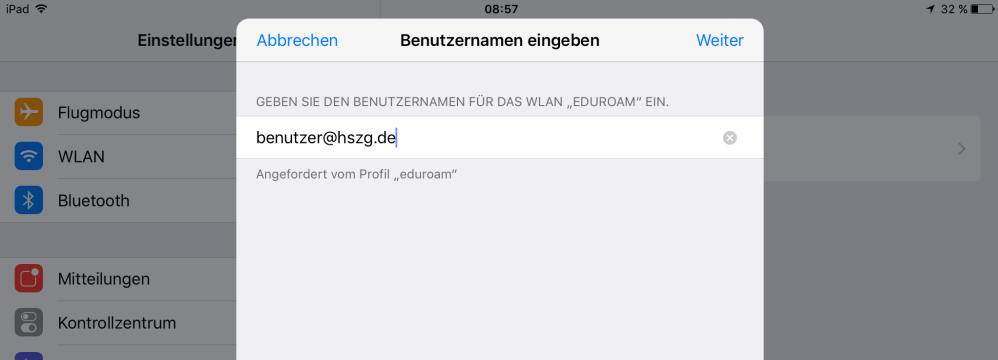 iPad 08:57 32 %
Einstellungen
Abbrechen Benutzernamen eingeben Weiter
GEBEN SIE DEN BENUTZERNAMEN FÜR DAS WLAN „EDUROAM“ EIN.
Flugmodus
benutzer@hszg.de
WLAN
Angefordert vom Profil „eduroam“
Bluetooth
Mitteilungen
Kontrollzentrum